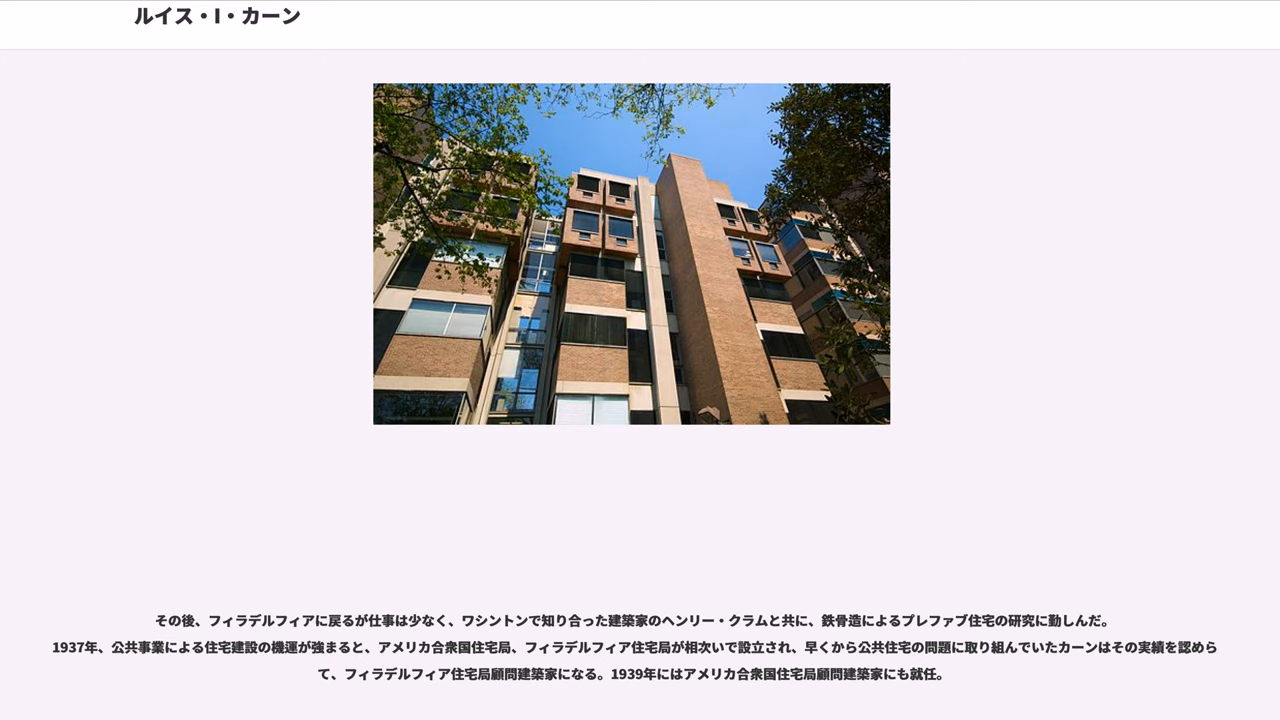 ルイス・I・カーン
その後、フィラデルフィアに戻るが仕事は少なく、ワシントンで知り合った建築家のヘンリー・クラムと共に、鉄骨造によるプレファブ住宅の研究に勤しんだ。
1937年、公共事業による住宅建設の機運が強まると、アメリカ合衆国住宅局、フィラデルフィア住宅局が相次いで設立され、早くから公共住宅の問題に取り組んでいたカーンはその実績を認めら
て、フィラデルフィア住宅局顧問建築家になる。1939年にはアメリカ合衆国住宅局顧問建築家にも就任。